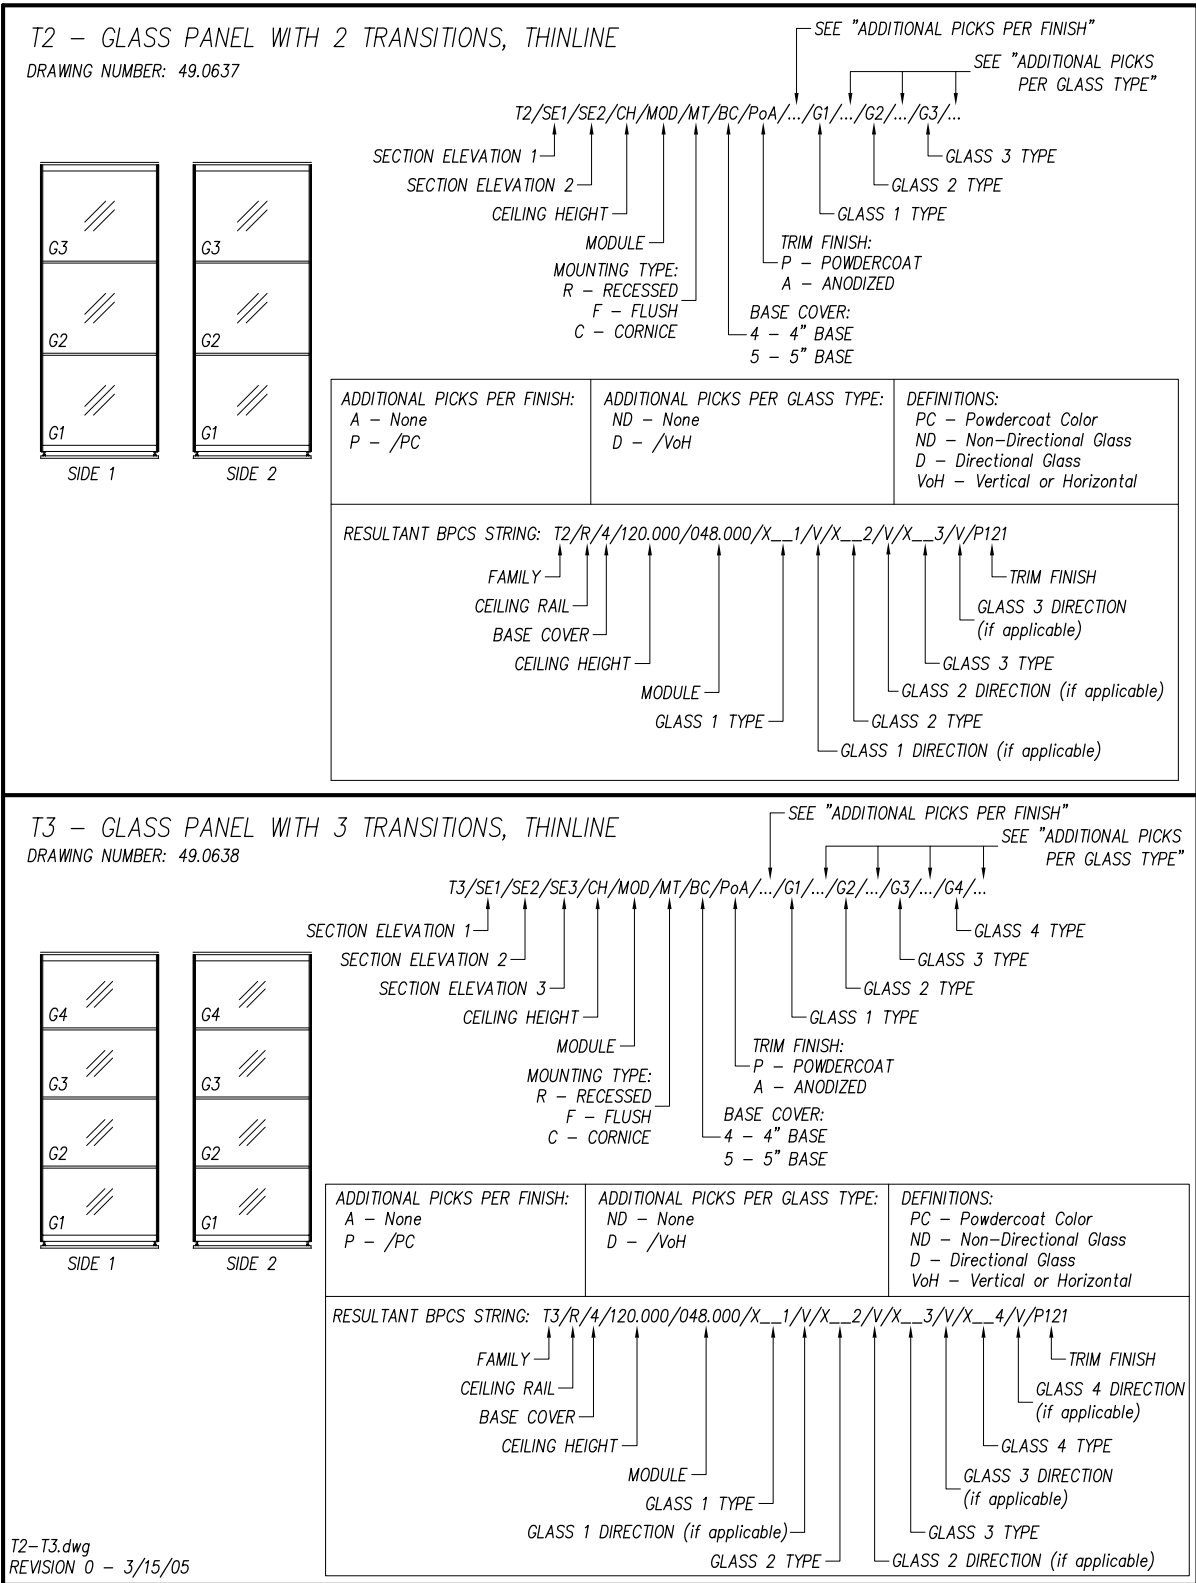 T2 – GLASS PANEL WITH 2 TRANSITIONS, THINLINE
DRAWING NUMBER: 49.0637
SEE "ADDITIONAL PICKS PER FINISH"
SEE "ADDITIONAL PICKS
PER GLASS TYPE"
T2/SE1/SE2/CH/MOD/MT/BC/PoA/.../G1/.../G2/.../G3/...
SECTION ELEVATION 1
GLASS 3 TYPE
SECTION ELEVATION 2
GLASS 2 TYPE
CEILING HEIGHT
GLASS 1 TYPE
MODULE
TRIM FINISH:
P – POWDERCOAT
A – ANODIZED
MOUNTING TYPE:
R – RECESSED
F – FLUSH
C – CORNICE
BASE COVER:
4 – 4" BASE
5 – 5" BASE
G3
G2
G1
SIDE 1
G3
G2
G1
SIDE 2
ADDITIONAL PICKS PER FINISH:
A – None
P – /PC
ADDITIONAL PICKS PER GLASS TYPE:
ND – None
D – /VoH
DEFINITIONS:
PC – Powdercoat Color
ND – Non–Directional Glass
D – Directional Glass
VoH – Vertical or Horizontal
RESULTANT BPCS STRING: T2/R/4/120.000/048.000/X__1/V/X__2/V/X__3/V/P121
FAMILY
TRIM FINISH
CEILING RAIL
GLASS 3 DIRECTION
(if applicable)
BASE COVER
CEILING HEIGHT
GLASS 3 TYPE
MODULE
GLASS 2 DIRECTION (if applicable)
GLASS 1 TYPE
GLASS 2 TYPE
GLASS 1 DIRECTION (if applicable)
T3 – GLASS PANEL WITH 3 TRANSITIONS, THINLINE
DRAWING NUMBER: 49.0638
SEE "ADDITIONAL PICKS PER FINISH"
SEE "ADDITIONAL PICKS
PER GLASS TYPE"
T3/SE1/SE2/SE3/CH/MOD/MT/BC/PoA/.../G1/.../G2/.../G3/.../G4/...
SECTION ELEVATION 1
GLASS 4 TYPE
SECTION ELEVATION 2
GLASS 3 TYPE
SECTION ELEVATION 3
GLASS 2 TYPE
CEILING HEIGHT
GLASS 1 TYPE
MODULE
TRIM FINISH:
P – POWDERCOAT
A – ANODIZED
MOUNTING TYPE:
R – RECESSED
F – FLUSH
C – CORNICE
BASE COVER:
4 – 4" BASE
5 – 5" BASE
G4
G3
G2
G1
SIDE 1
G4
G3
G2
G1
SIDE 2
ADDITIONAL PICKS PER FINISH:
A – None
P – /PC
ADDITIONAL PICKS PER GLASS TYPE:
ND – None
D – /VoH
DEFINITIONS:
PC – Powdercoat Color
ND – Non–Directional Glass
D – Directional Glass
VoH – Vertical or Horizontal
RESULTANT BPCS STRING: T3/R/4/120.000/048.000/X__1/V/X__2/V/X__3/V/X__4/V/P121
FAMILY
TRIM FINISH
CEILING RAIL
GLASS 4 DIRECTION
(if applicable)
BASE COVER
CEILING HEIGHT
GLASS 4 TYPE
MODULE
GLASS 3 DIRECTION
(if applicable)
GLASS 1 TYPE
GLASS 1 DIRECTION (if applicable)
GLASS 3 TYPE
GLASS 2 TYPE
GLASS 2 DIRECTION (if applicable)
T2–T3.dwg
REVISION 0 – 3/15/05